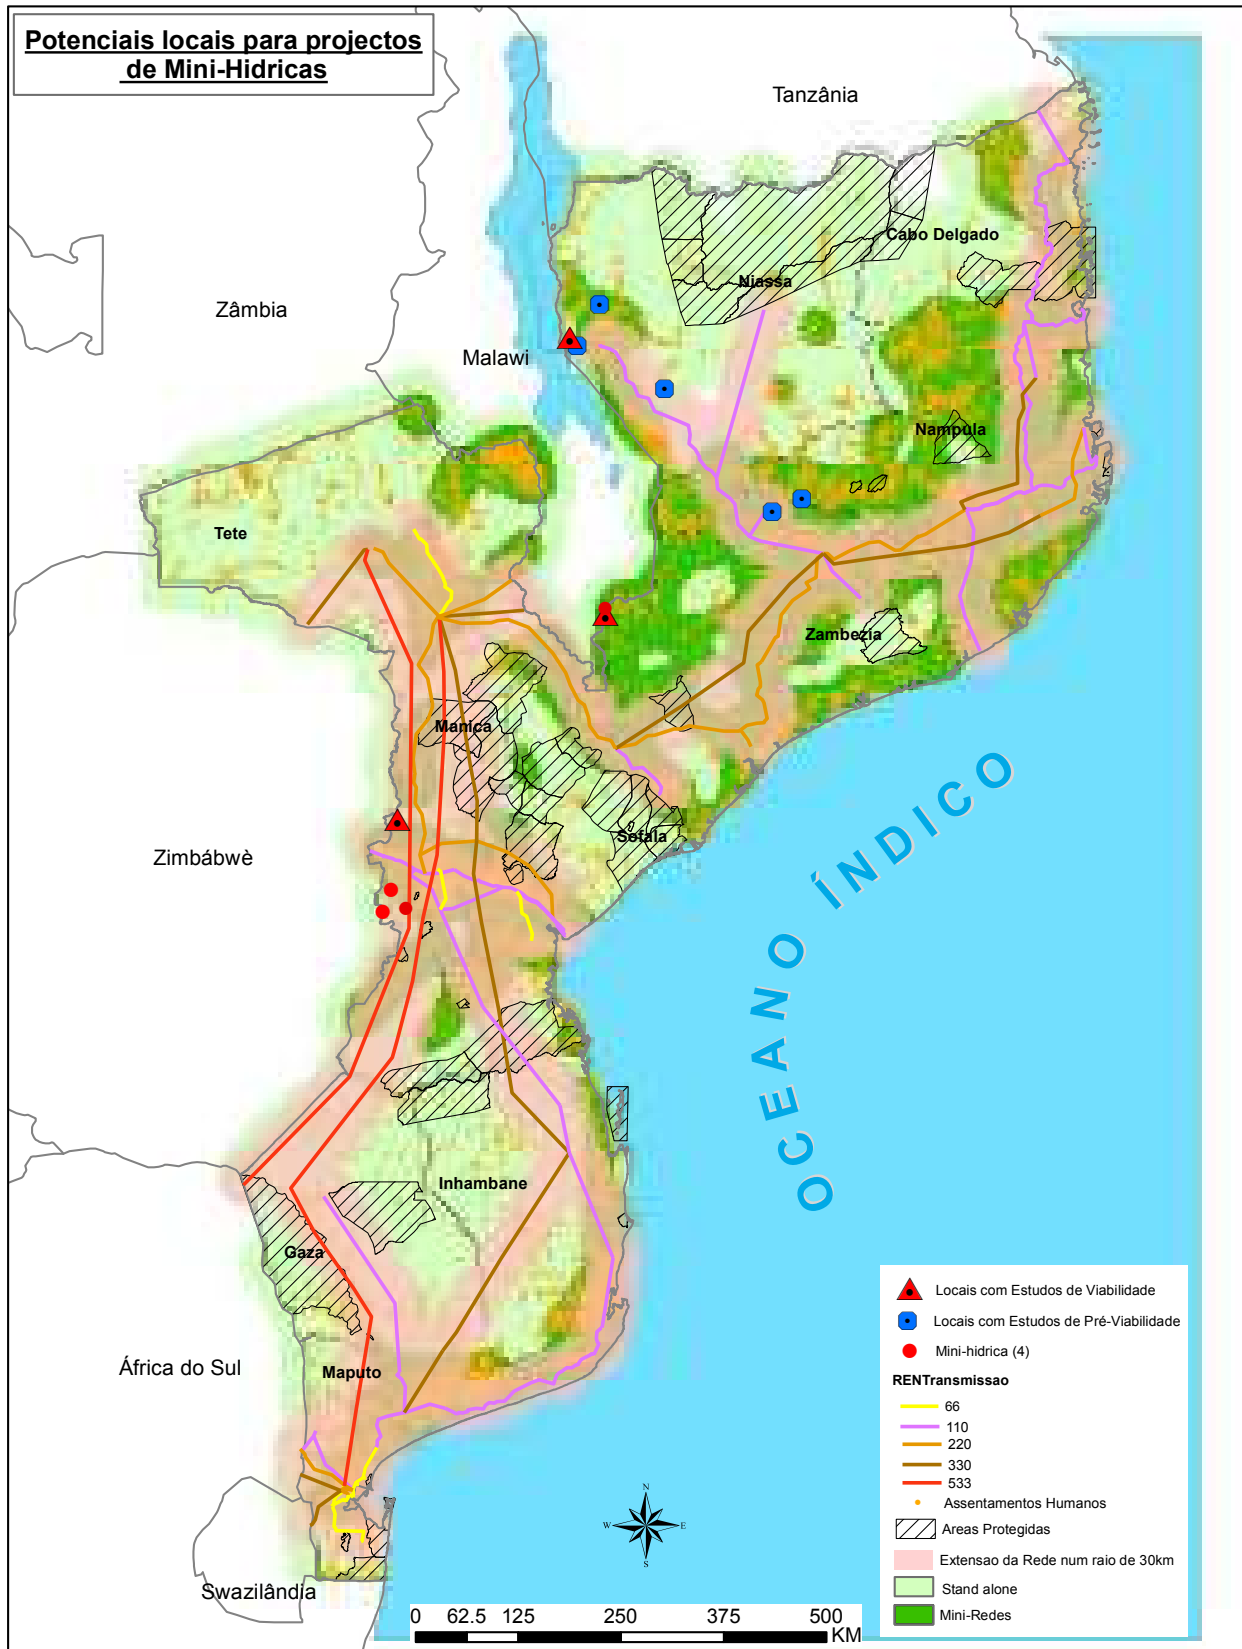 Potenciais locais para projectos
de Mini-Hidricas
Tanzânia
Cabo Delgado
Niassa
Zâmbia
Malawi
Nampula
Tete
Zambezia
Manica
Sofala
Zimbábwè
OCEANO ÍNDICO
Inhambane
Gaza
África do Sul
Maputo
Swazilândia
Locais com Estudos de Viabilidade
Locais com Estudos de Pré-Viabilidade
Mini-hidrica (4)
RENTransmissao
66
110
220
330
533
Assentamentos Humanos
Areas Protegidas
Extensao da Rede num raio de 30km
Stand alone
Mini-Redes
N
W E
S
0 62.5 125 250 375 500
KM